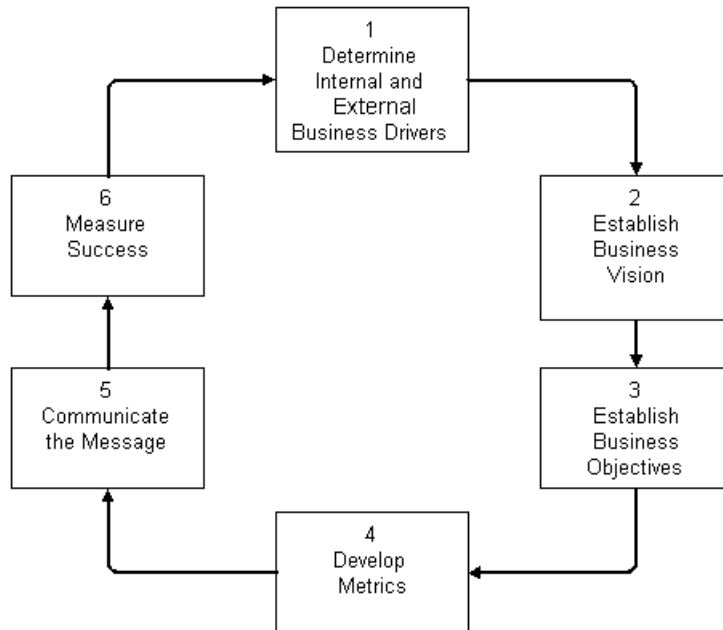 1
Determine
Internal and
External
Business Drivers
2
Establish
Business
Vision
3
Establish
Business
Objectives
4
Develop
Metrics
5
Communicate
the Message
6
Measure
Success